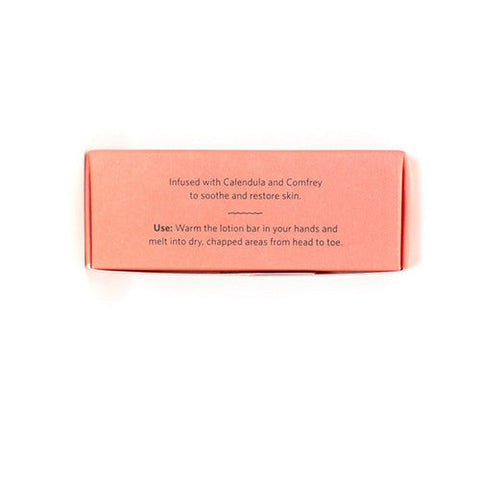 Infused with Calendula and Comfrey
to soothe and restore skin.
Use: Warm the lotion bar in your hands and
melt into dry, chapped areas from head to toe.